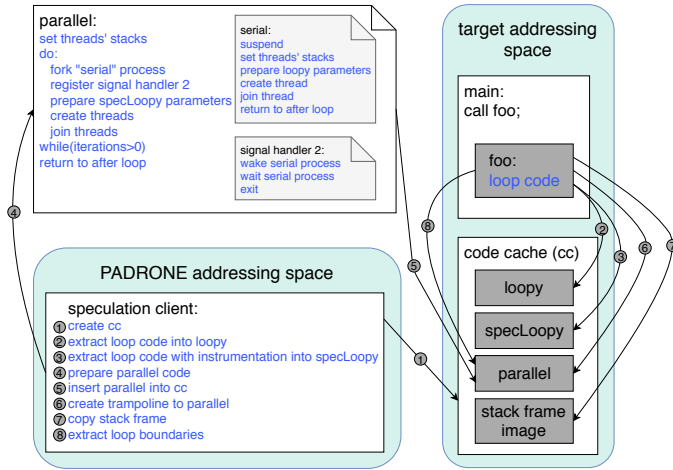 parallel:
set threads' stacks
do:
fork "serial" process
register signal handler 2
prepare specLoopy parameters
create threads
join threads
while(iterations>0)
return to after loop
serial:
suspend
set threads' stacks
prepare loopy parameters
create thread
join thread
return to after loop
signal handler 2:
wake serial process
wait serial process
exit
target addressing
space
main:
call foo;
foo:
loop code
4
8
2
6
7
3
5
1
code cache (cc)
loopy
specLoopy
parallel
stack frame
image
PADRONE addressing space
speculation client:
1 create cc
2 extract loop code into loopy
3 extract loop code with instrumentation into specLoopy
4 prepare parallel code
5 insert parallel into cc
6 create trampoline to parallel
7 copy stack frame
8 extract loop boundaries